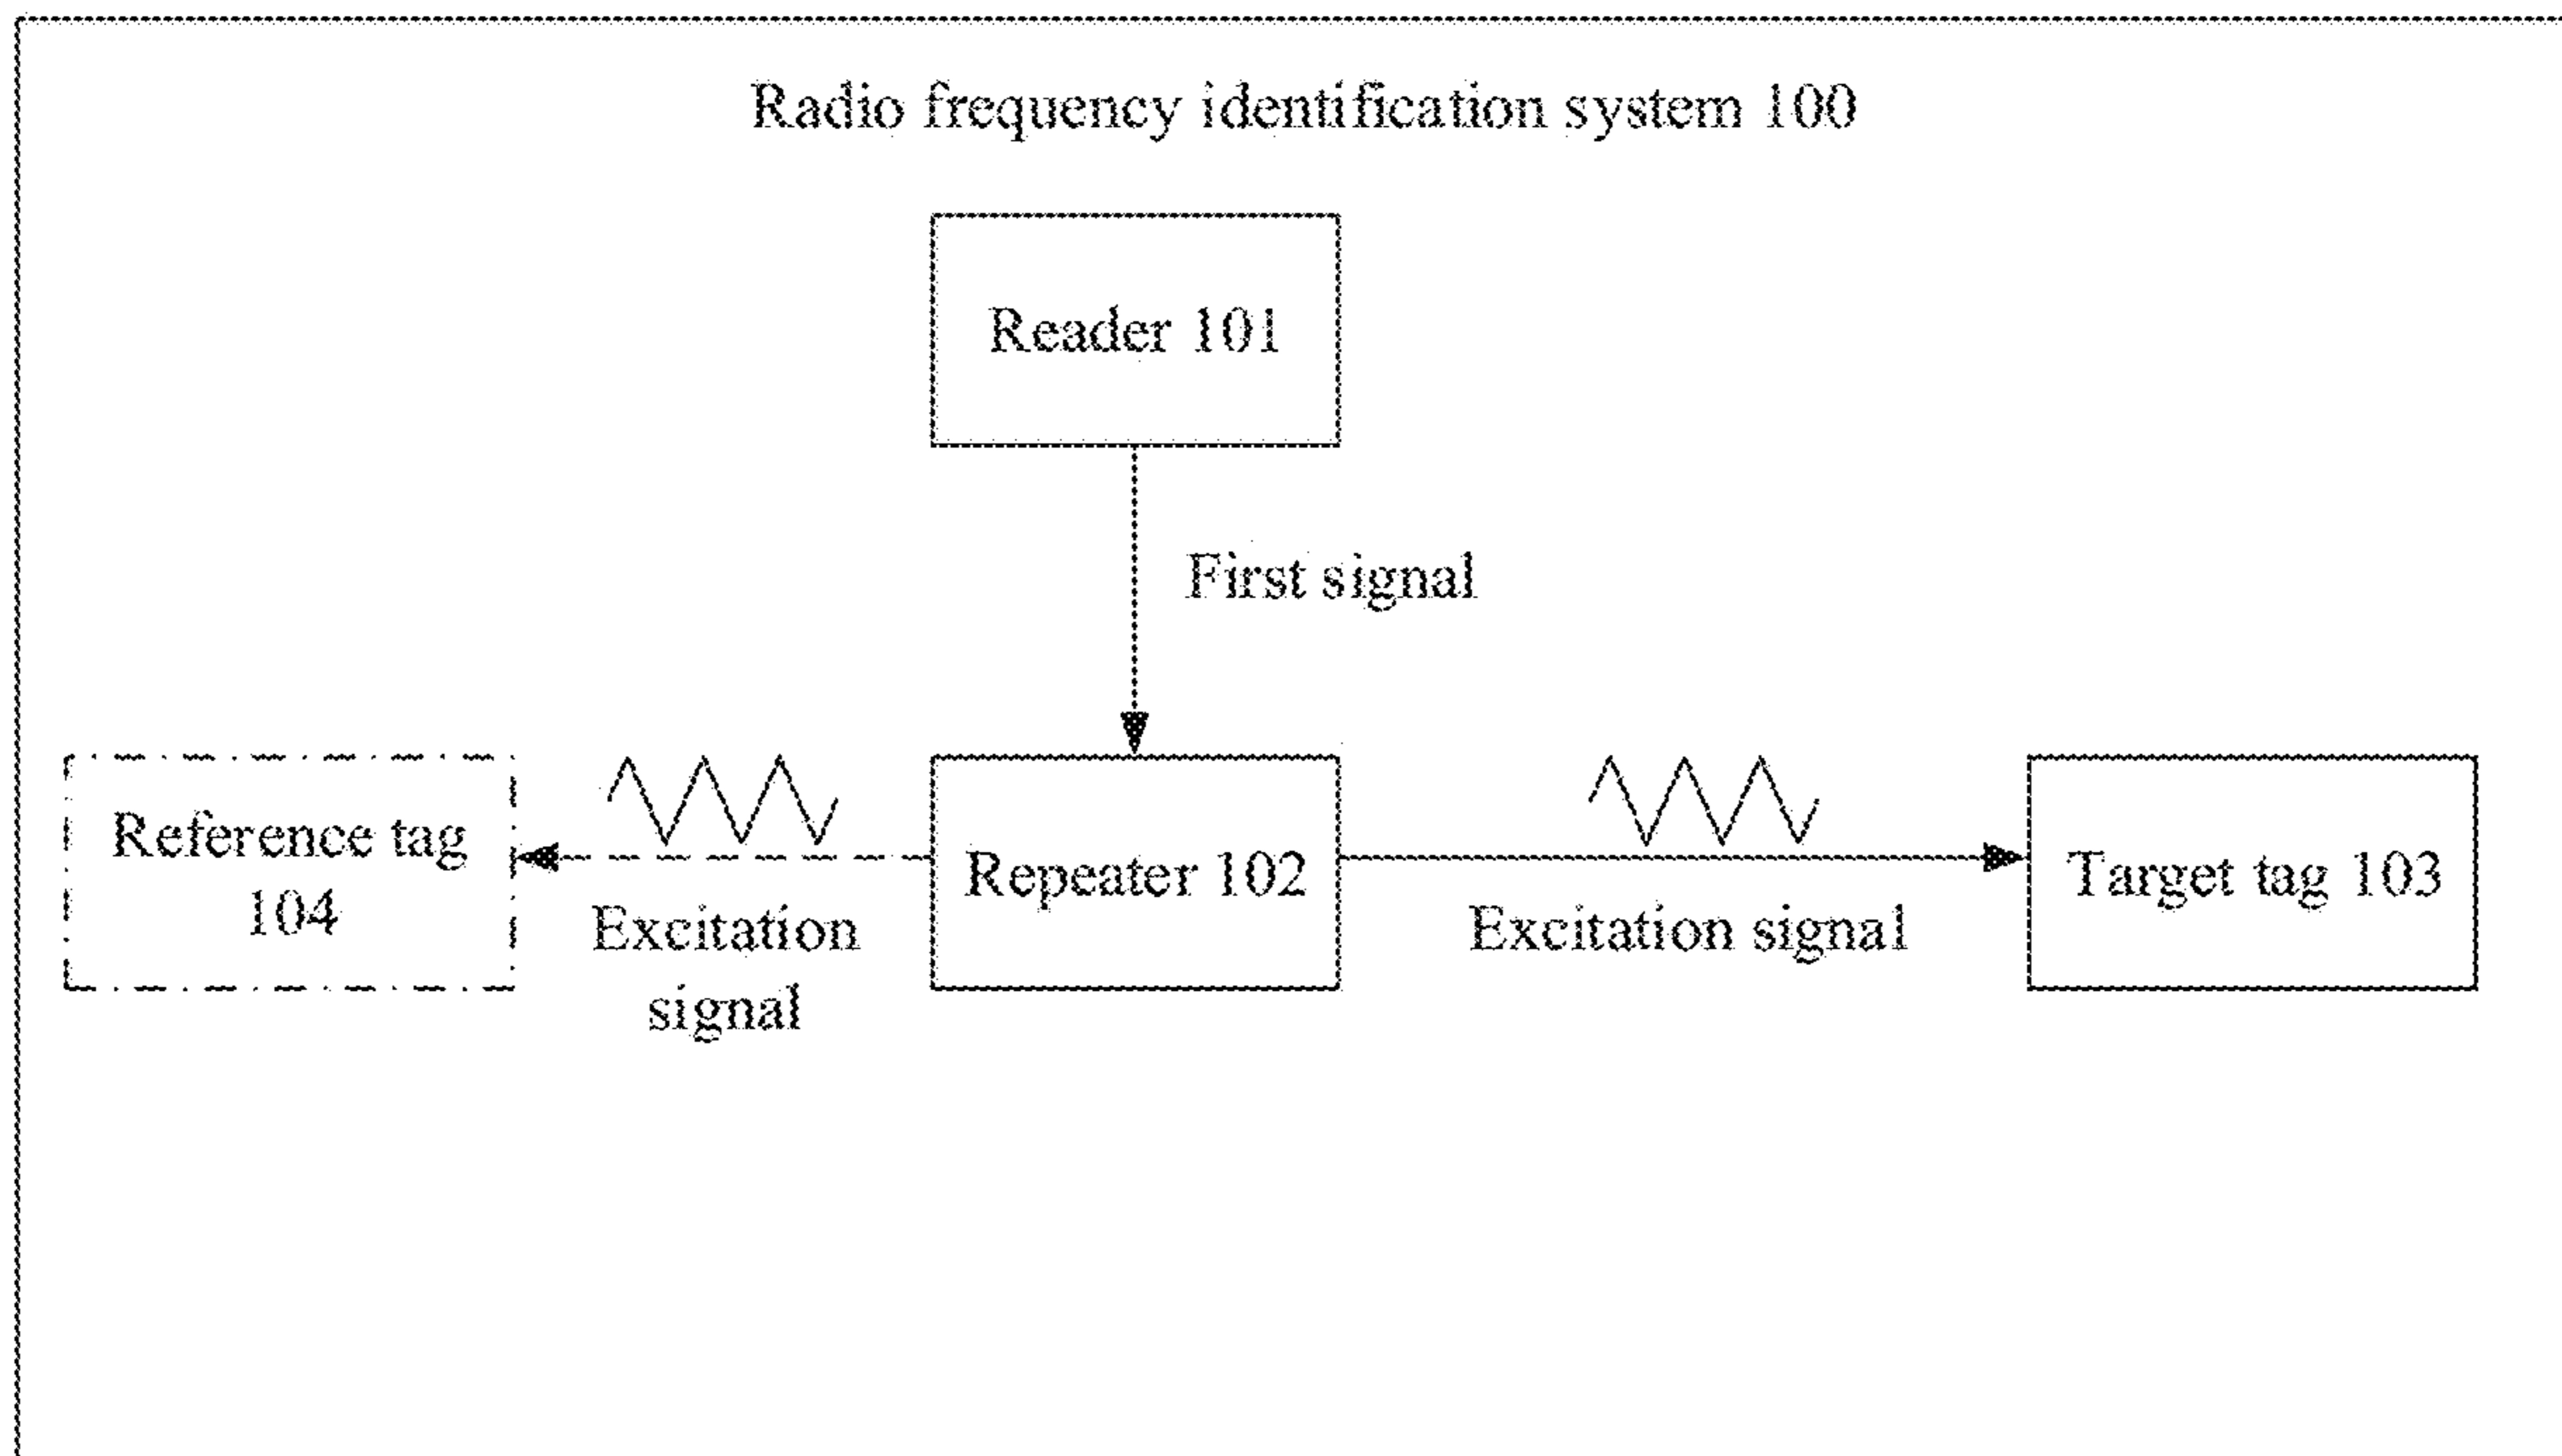 Radio frequency identification system 100
Reader 101
First signal
Reference tag
104
Excitation
signal
Repeater 102
Excitation signal
Target tag 103